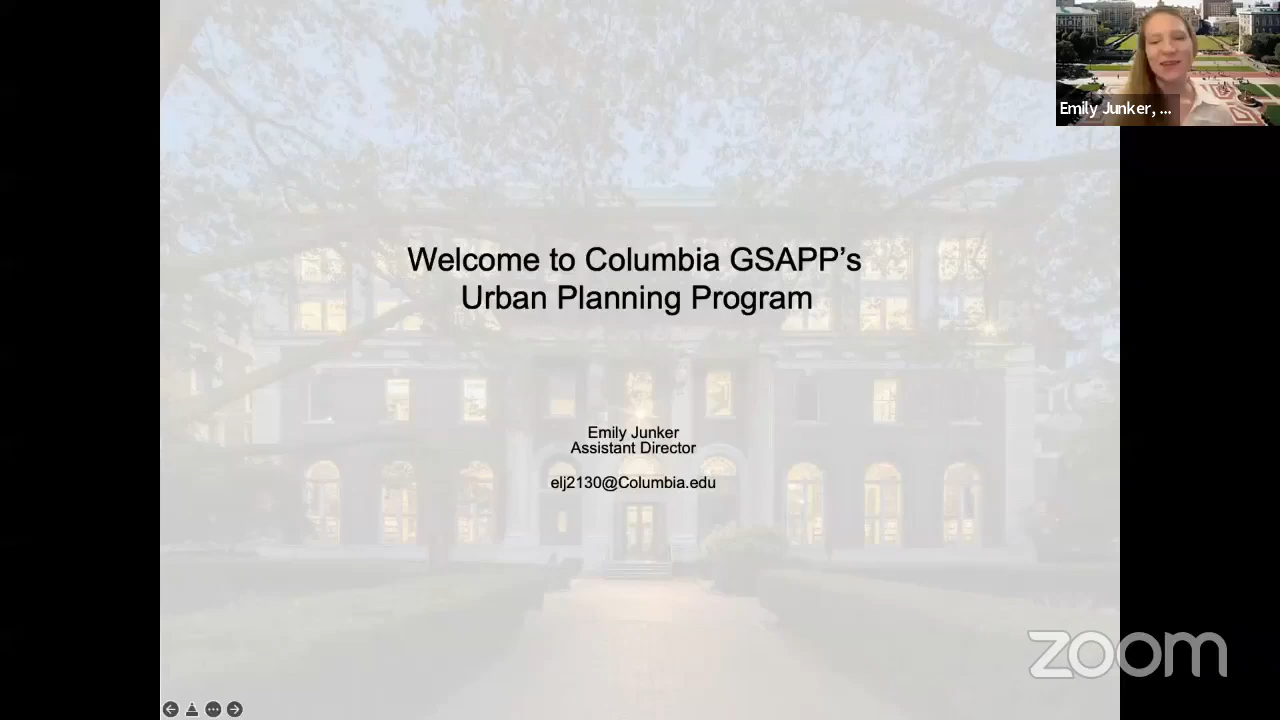 Emily Junker, ...
Welcome to Columbia GSAPP’s
Urban Planning Program
Emily Junker
Assistant Director
elj2130@Columbia.edu
zoom